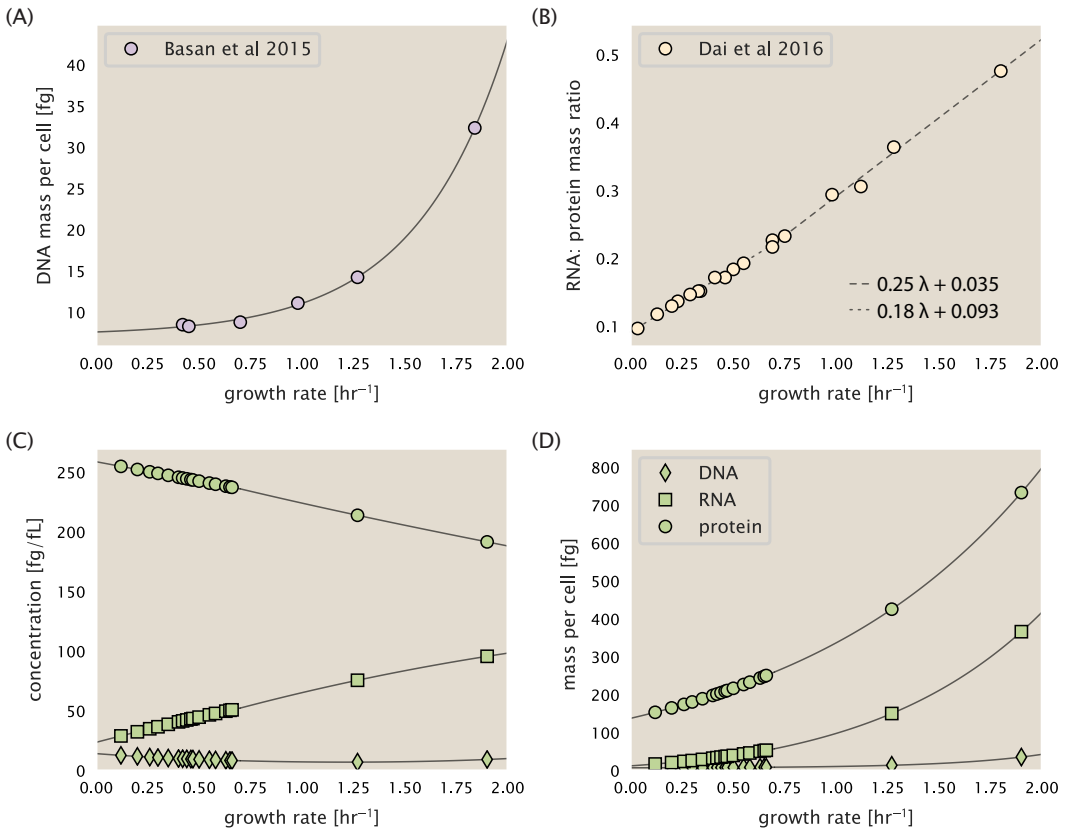 (A)
Basan et al 2015
DNA mass per cell [fg]
40
35
30
25
20
15
10
0.00 0.25 0.50 0.75 1.00 1.25 1.50 1.75 2.00
growth rate [hr⁻¹]
(B)
Dai et al 2016
RNA: protein mass ratio
0.5
0.4
0.3
0.2
0.1
0.25 λ + 0.035
0.18 λ + 0.093
0.00 0.25 0.50 0.75 1.00 1.25 1.50 1.75 2.00
growth rate [hr⁻¹]
(C)
concentration [fg/fL]
250
200
150
100
50
0
0.00 0.25 0.50 0.75 1.00 1.25 1.50 1.75 2.00
growth rate [hr⁻¹]
(D)
DNA
RNA
protein
mass per cell [fg]
800
700
600
500
400
300
200
100
0
0.00 0.25 0.50 0.75 1.00 1.25 1.50 1.75 2.00
growth rate [hr⁻¹]